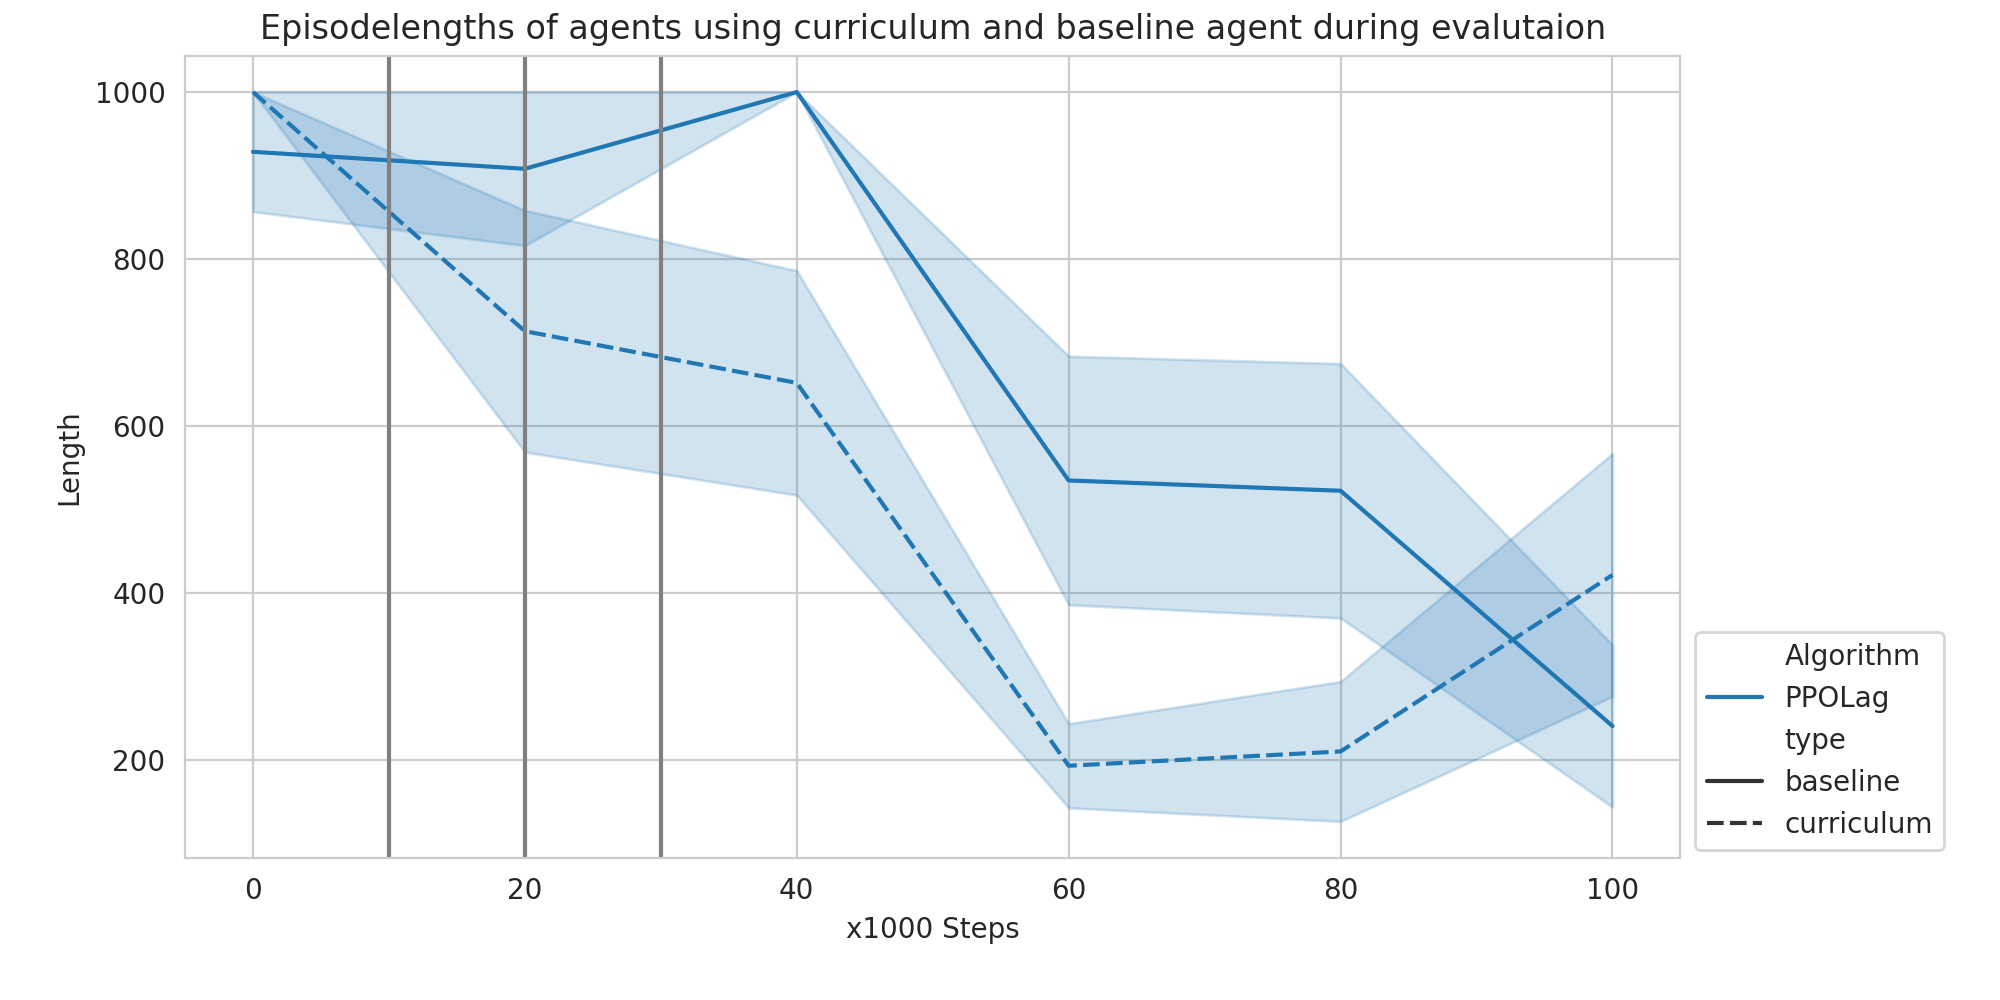 Episodelengths of agents using curriculum and baseline agent during evalutaion
1000
800
600
400
200
Length
0 20 40 60 80 100
x1000 Steps
Algorithm
PPOLag
type
baseline
curriculum